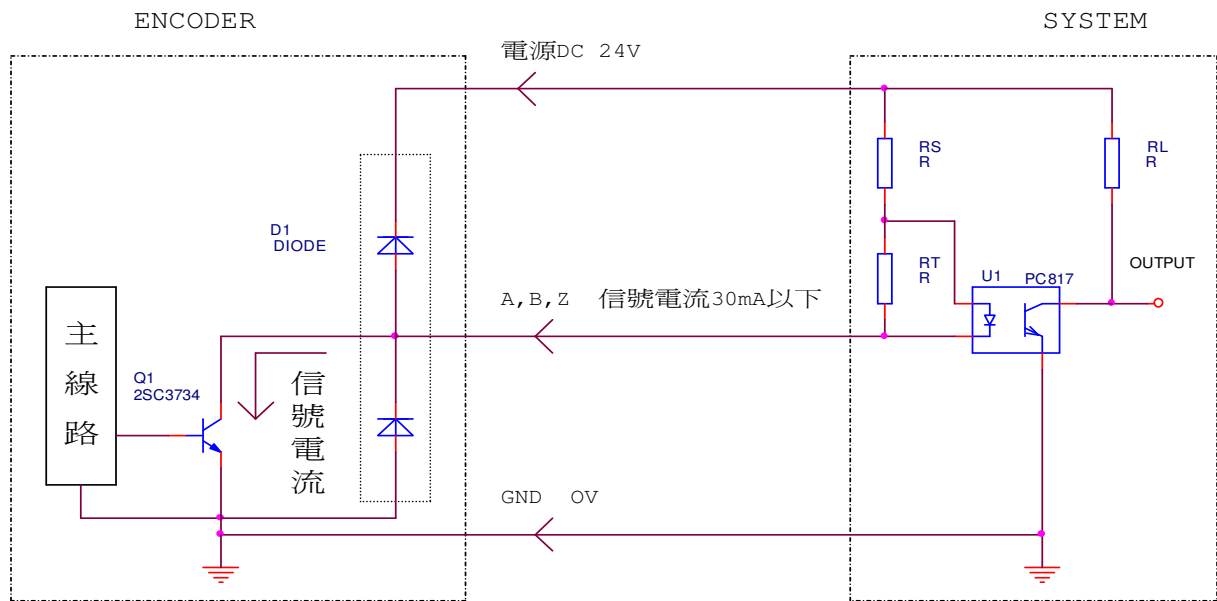 ENCODER
SYSTEM
電源DC 24V
RS
R
RL
R
D1
DIODE
RT
R
U1
PC817
OUTPUT
A,B,Z 信號電流30mA以下
主線路
Q1
2SC3734
信號電流
GND OV